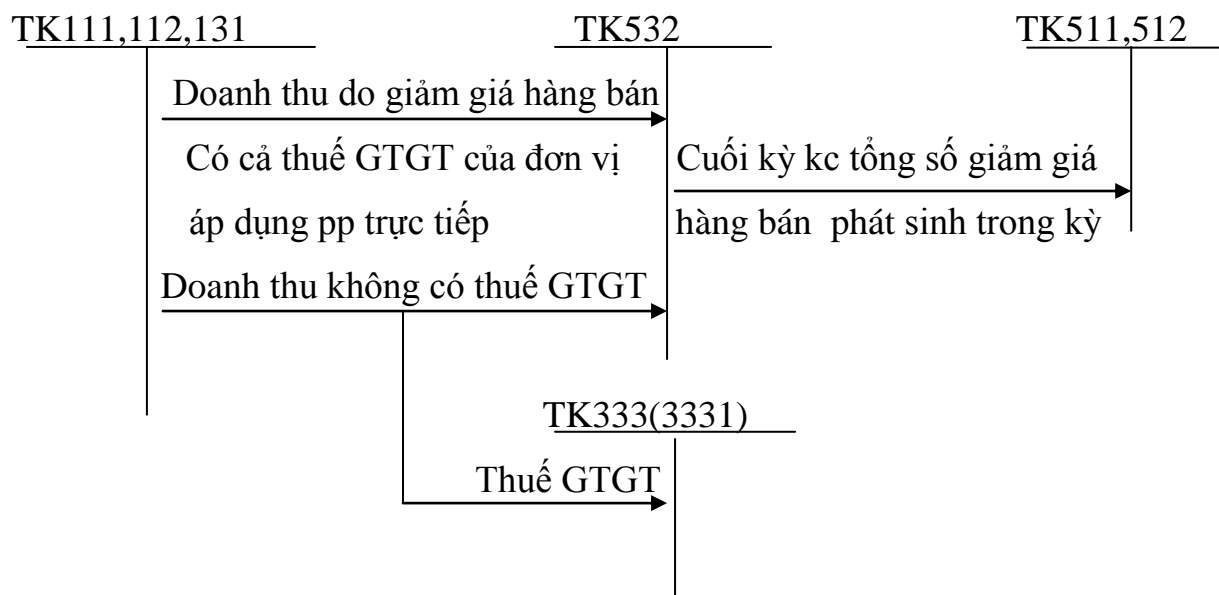 TK111,112,131
TK532
TK511,512
Doanh thu do giảm giá hàng bán
Có cả thuế GTGT của đơn vị
áp dụng pp trực tiếp
Cuối kỳ kc tổng số giảm giá
hàng bán phát sinh trong kỳ
Doanh thu không có thuế GTGT
TK333(3331)
Thuế GTGT